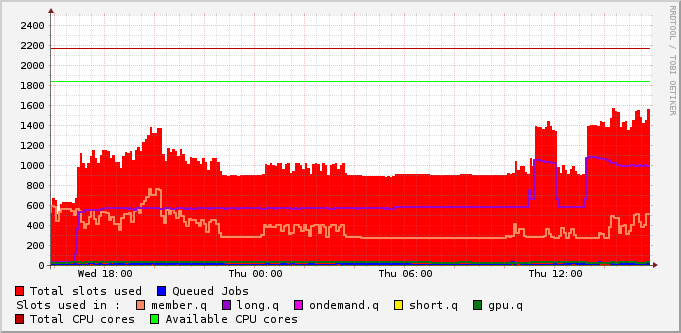 RRDTOOL / TOBI OETIKER
2400
2200
2000
1800
1600
1400
1200
1000
800
600
400
200
0
Wed 18:00 Thu 00:00 Thu 06:00 Thu 12:00
Total slots used Queued Jobs
Slots used in : member.q long.q ondemand.q short.q gpu.q
Total CPU cores Available CPU cores